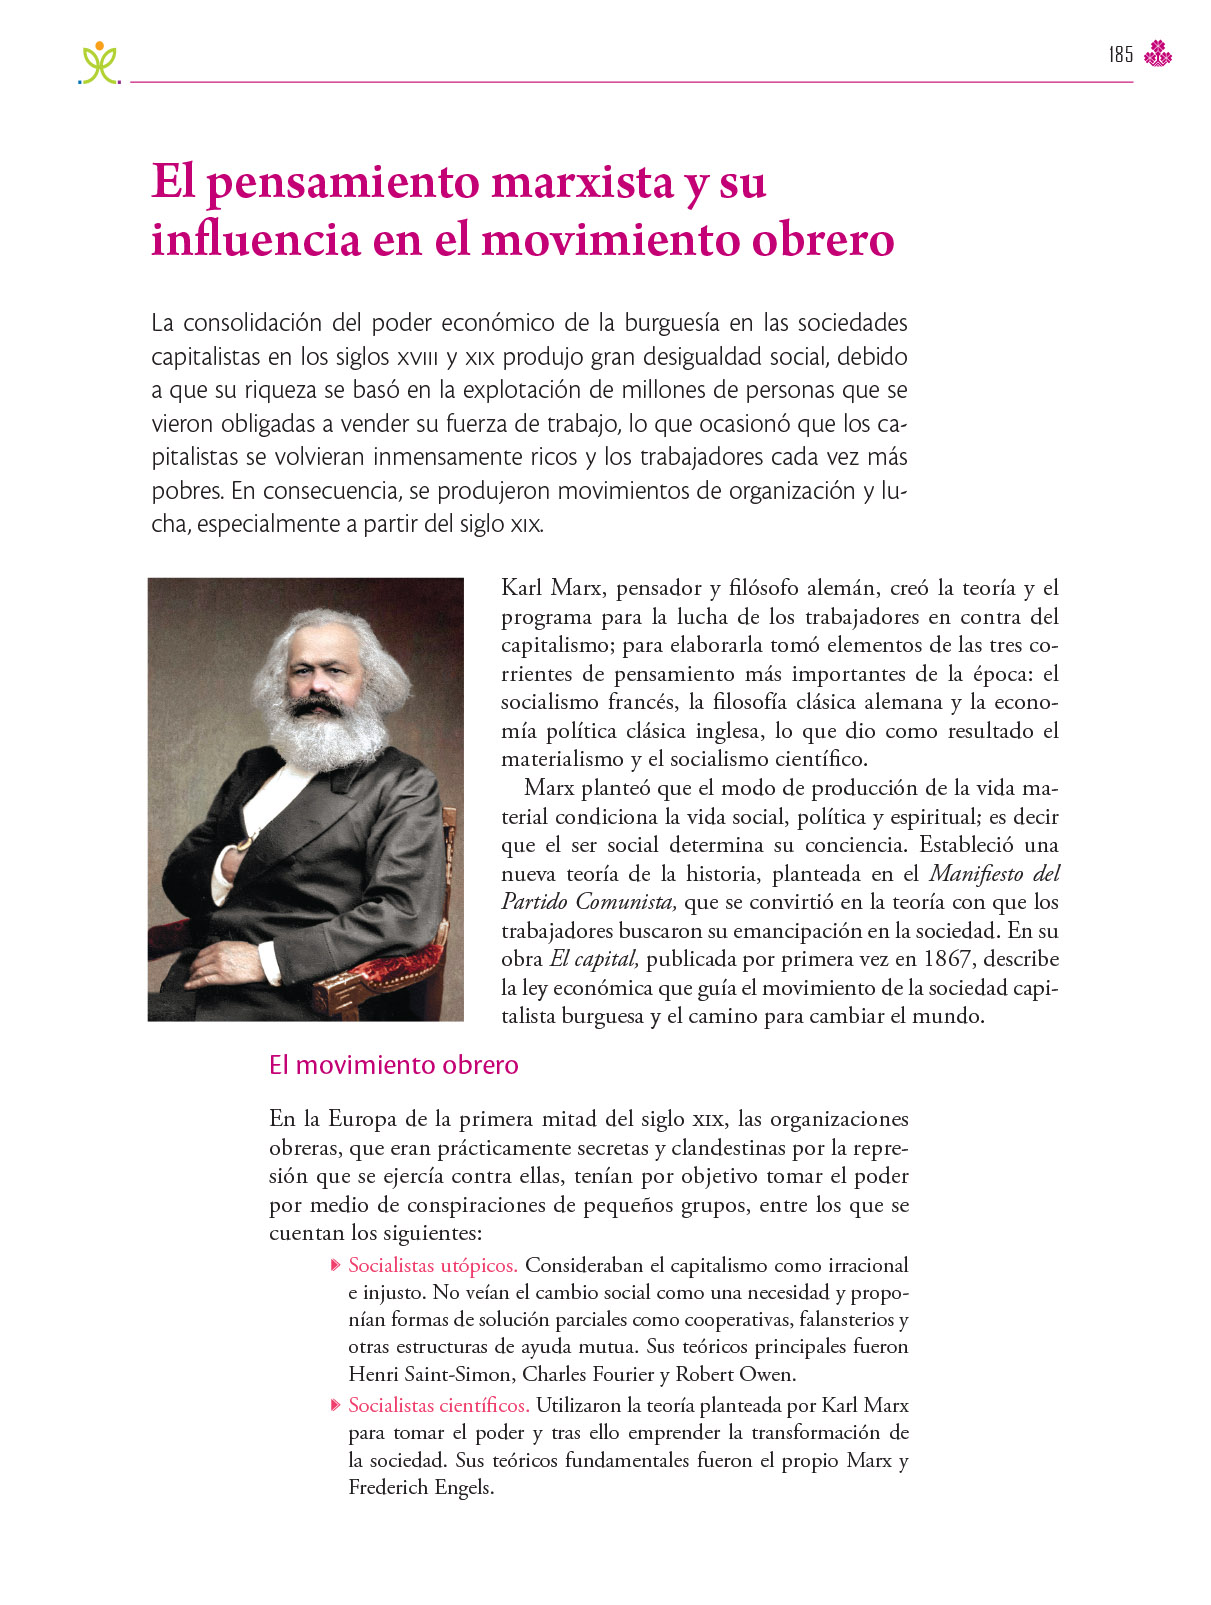 185
El pensamiento marxista y su
influencia en el movimiento obrero
La consolidación del poder económico de la burguesía en las sociedades
capitalistas en los siglos XVIII y XIX produjo gran desigualdad social, debido
a que su riqueza se basó en la explotación de millones de personas que se
vieron obligadas a vender su fuerza de trabajo, lo que ocasionó que los ca-
pitalistas se volvieran inmensamente ricos y los trabajadores cada vez más
pobres. En consecuencia, se produjeron movimientos de organización y lu-
cha, especialmente a partir del siglo XIX.
Karl Marx, pensador y filósofo alemán, creó la teoría y el
programa para la lucha de los trabajadores en contra del
capitalismo; para elaborarla tomó elementos de las tres co-
rrientes de pensamiento más importantes de la época: el
socialismo francés, la filosofía clásica alemana y la econo-
mía política clásica inglesa, lo que dio como resultado el
materialismo y el socialismo científico.
Marx planteó que el modo de producción de la vida ma-
terial condiciona la vida social, política y espiritual; es decir
que el ser social determina su conciencia. Estableció una
nueva teoría de la historia, planteada en el Manifiesto del
Partido Comunista, que se convirtió en la teoría con que los
trabajadores buscaron su emancipación en la sociedad. En su
obra El capital, publicada por primera vez en 1867, describe
la ley económica que guía el movimiento de la sociedad capi-
talista burguesa y el camino para cambiar el mundo.
El movimiento obrero
En la Europa de la primera mitad del siglo XIX, las organizaciones
obreras, que eran prácticamente secretas y clandestinas por la repre-
sión que se ejercía contra ellas, tenían por objetivo tomar el poder
por medio de conspiraciones de pequeños grupos, entre los que se
cuentan los siguientes:
Socialistas utópicos. Consideraban el capitalismo como irracional
e injusto. No veían el cambio social como una necesidad y propo-
nían formas de solución parciales como cooperativas, falansterios y
otras estructuras de ayuda mutua. Sus teóricos principales fueron
Henri Saint-Simon, Charles Fourier y Robert Owen.
Socialistas científicos. Utilizaron la teoría planteada por Karl Marx
para tomar el poder y tras ello emprender la transformación de
la sociedad. Sus teóricos fundamentales fueron el propio Marx y
Frederich Engels.